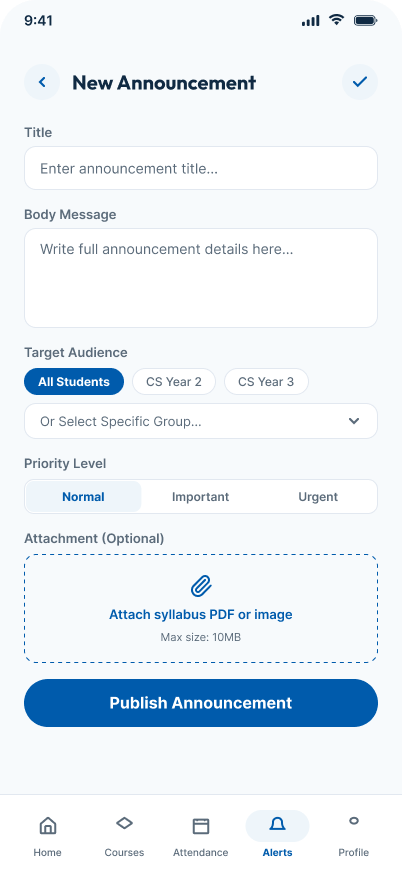 9:41
New Announcement
Title
Enter announcement title...
Body Message
Write full announcement details here...
Target Audience
All Students
CS Year 2
CS Year 3
Or Select Specific Group...
Priority Level
Normal
Important
Urgent
Attachment (Optional)
Attach syllabus PDF or image
Max size: 10MB
Publish Announcement
Home
Courses
Attendance
Alerts
Profile